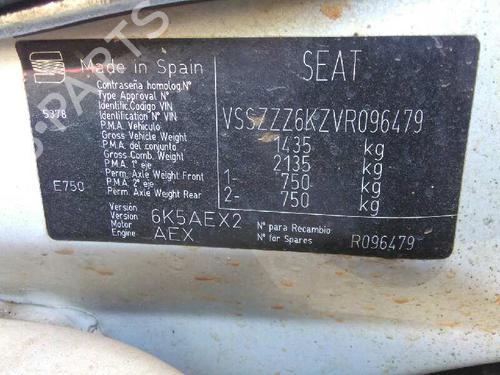 Made in Spain
SEAT
Contraseña homolog.N°
Type Approval N°
Identific.Codigo VIN
Identification N° VIN
VSSZZZ6KZVR096479
S378
P.M.A. Vehiculo
Gross Vehicle Weight
1435 kg
P.M.A. del conjunto
Gross Comb. Weight
2135 kg
P.M.A. 1° eje
Perm. Axle Weight Front
1- 750 kg
P.M.A. 2° eje
Perm. Axle Weight Rear
2- 750 kg
E750
Versión
Version
6K5AEX2
Motor
Engine
AEX
N° para Recambio
N° for Spares
R096479